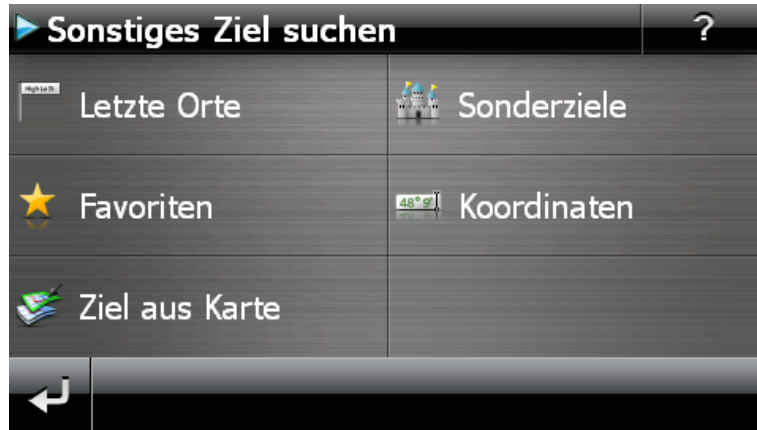 Sonstiges Ziel suchen
?
Letzte Orte
Sonderziele
Favoriten
48° 9'
Koordinaten
Ziel aus Karte